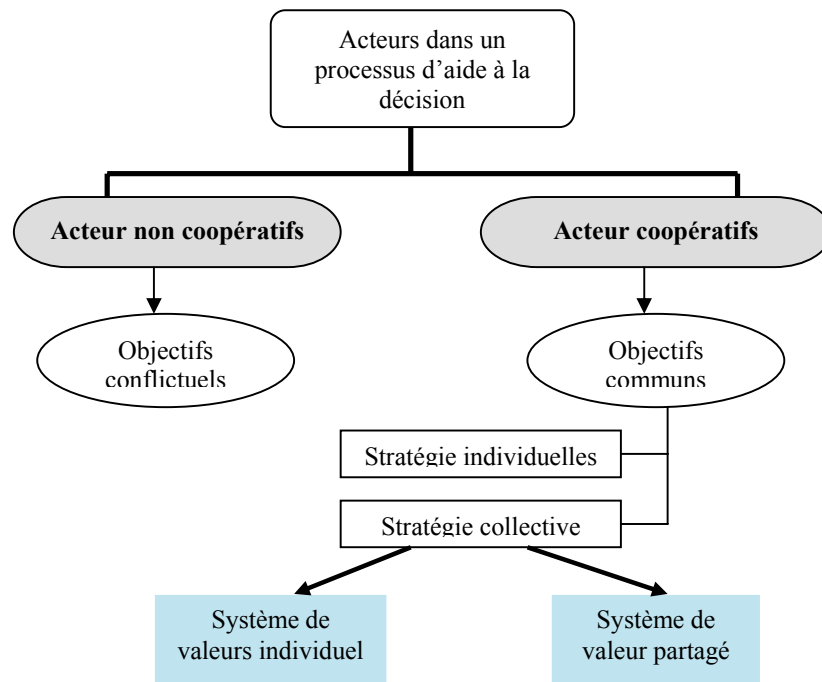 Acteurs dans un
processus d’aide à la
décision
Acteur non coopératifs
Acteur coopératifs
Objectifs
conflictuels
Objectifs
communs
Stratégie individuelles
Stratégie collective
Système de
valeurs individuel
Système de
valeur partagé